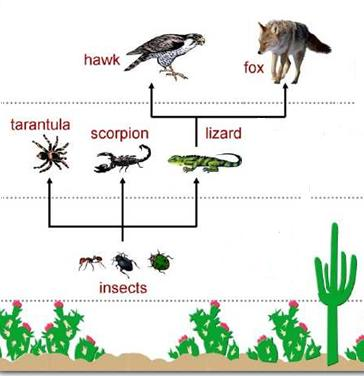 hawk
fox
tarantula
scorpion
lizard
insects